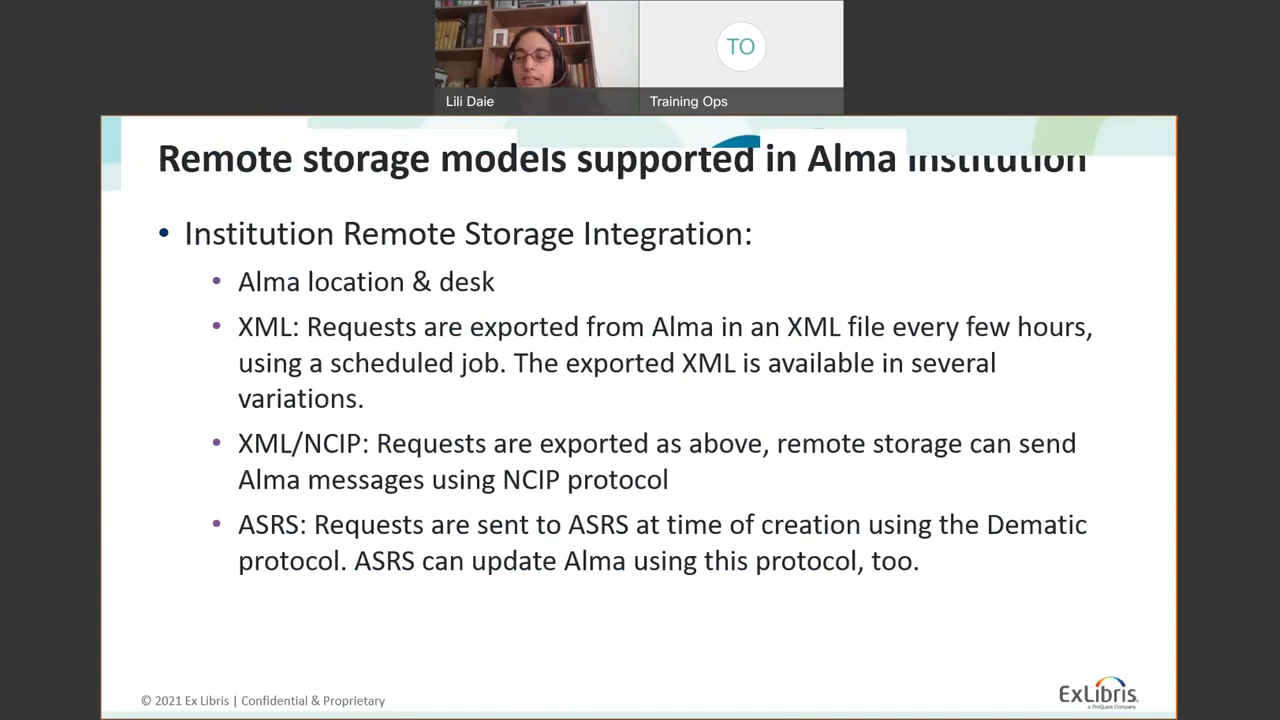 TO
Lili Daie
Training Ops
Remote storage models supported in Alma institution
• Institution Remote Storage Integration:
• Alma location & desk
• XML: Requests are exported from Alma in an XML file every few hours,
using a scheduled job. The exported XML is available in several
variations.
• XML/NCIP: Requests are exported as above, remote storage can send
Alma messages using NCIP protocol
• ASRS: Requests are sent to ASRS at time of creation using the Dematic
protocol. ASRS can update Alma using this protocol, too.
© 2021 Ex Libris | Confidential & Proprietary
ExLibris
a ProQuest Company